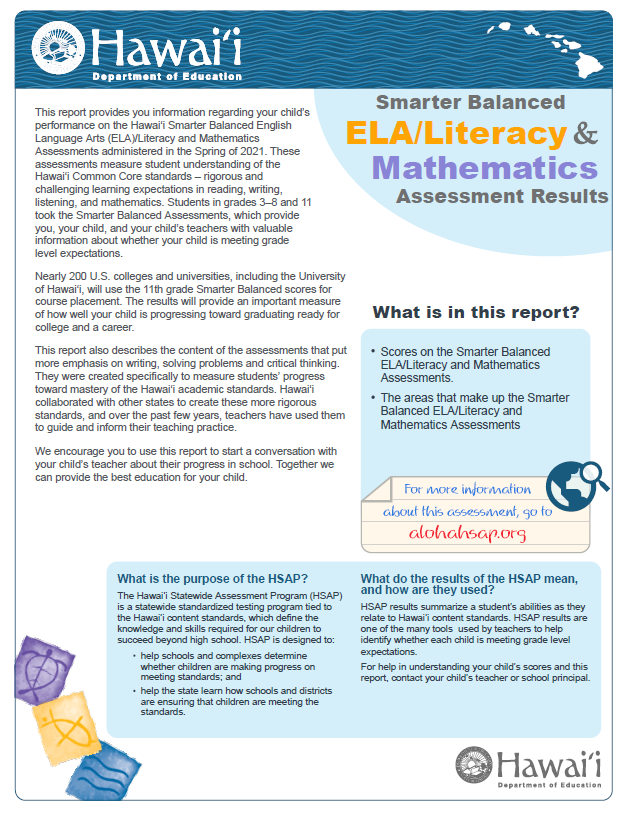 Hawai‘i
Department of Education
Smarter Balanced
ELA/Literacy &
Mathematics
Assessment Results
This report provides you information regarding your child’s
performance on the Hawai‘i Smarter Balanced English
Language Arts (ELA)/Literacy and Mathematics
Assessments administered in the Spring of 2021. These
assessments measure student understanding of the
Hawai‘i Common Core standards – rigorous and
challenging learning expectations in reading, writing,
listening, and mathematics. Students in grades 3–8 and 11
took the Smarter Balanced Assessments, which provide
you, your child, and your child’s teachers with valuable
information about whether your child is meeting grade
level expectations.
Nearly 200 U.S. colleges and universities, including the University
of Hawai‘i, will use the 11th grade Smarter Balanced scores for
course placement. The results will provide an important measure
of how well your child is progressing toward graduating ready for
college and a career.
This report also describes the content of the assessments that put
more emphasis on writing, solving problems and critical thinking.
They were created specifically to measure students’ progress
toward mastery of the Hawai‘i academic standards. Hawai‘i
collaborated with other states to create these more rigorous
standards, and over the past few years, teachers have used them
to guide and inform their teaching practice.
We encourage you to use this report to start a conversation with
your child’s teacher about their progress in school. Together we
can provide the best education for your child.
What is in this report?
• Scores on the Smarter Balanced
ELA/Literacy and Mathematics
Assessments.
• The areas that make up the Smarter
Balanced ELA/Literacy and
Mathematics Assessments
For more information
about this assessment, go to
alohahsap.org
What is the purpose of the HSAP?
The Hawai‘i Statewide Assessment Program (HSAP)
is a statewide standardized testing program tied to
the Hawai‘i content standards, which define the
knowledge and skills required for our children to
succeed beyond high school. HSAP is designed to:
• help schools and complexes determine
whether children are making progress on
meeting standards; and
• help the state learn how schools and districts
are ensuring that children are meeting the
standards.
What do the results of the HSAP mean,
and how are they used?
HSAP results summarize a student’s abilities as they
relate to Hawai‘i content standards. HSAP results are
one of the many tools used by teachers to help
identify whether each child is meeting grade level
expectations.
For help in understanding your child’s scores and this
report, contact your child’s teacher or school principal.
Hawai‘i
Department of Education